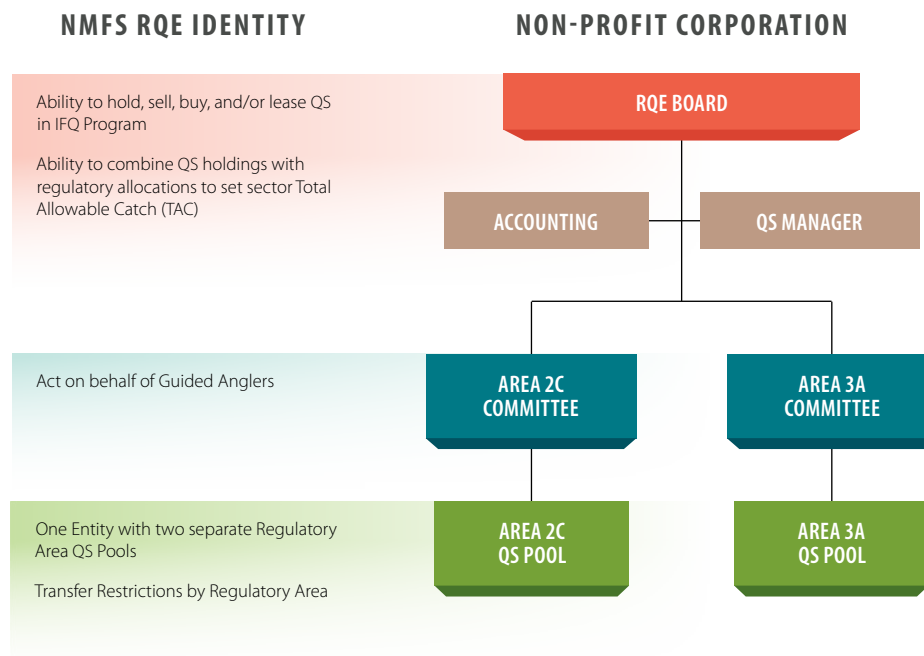 NMFS RQE IDENTITY
NON-PROFIT CORPORATION
Ability to hold, sell, buy, and/or lease QS
in IFQ Program
Ability to combine QS holdings with
regulatory allocations to set sector Total
Allowable Catch (TAC)
RQE BOARD
ACCOUNTING
QS MANAGER
Act on behalf of Guided Anglers
AREA 2C
COMMITTEE
AREA 3A
COMMITTEE
One Entity with two separate Regulatory
Area QS Pools
Transfer Restrictions by Regulatory Area
AREA 2C
QS POOL
AREA 3A
QS POOL